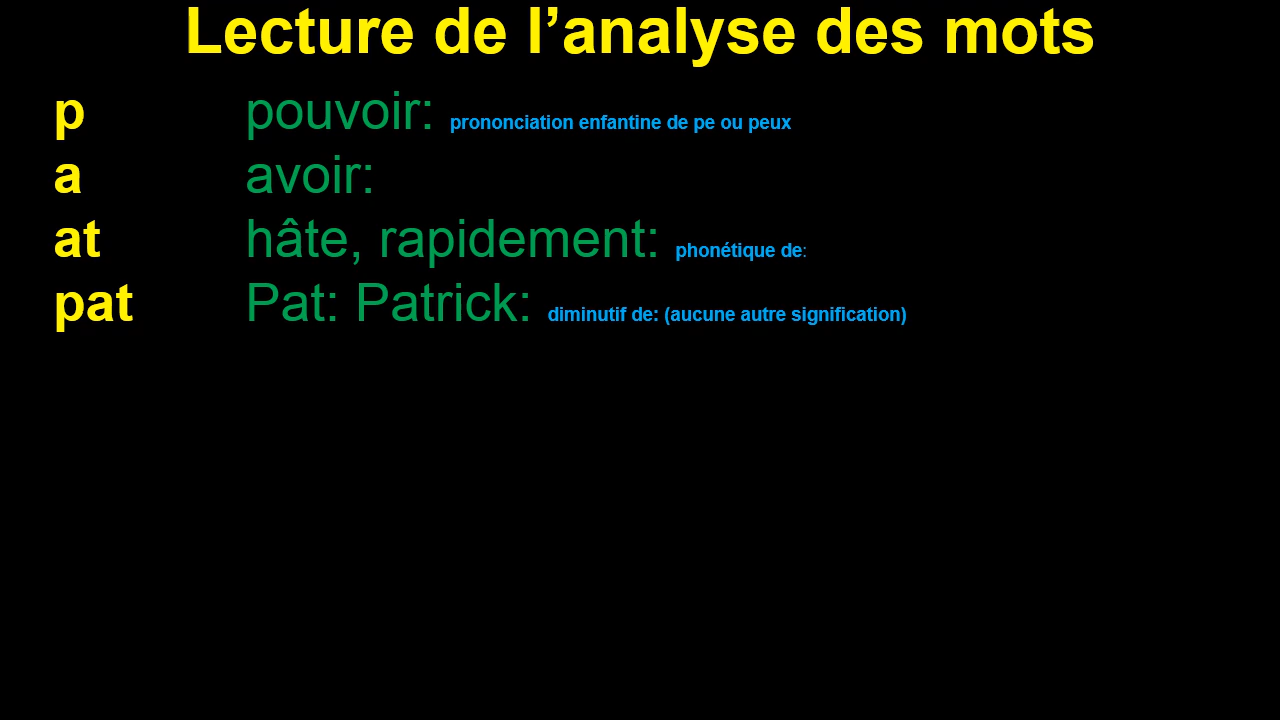 Lecture de l’analyse des mots
p pouvoir: prononciation enfantine de pe ou peux
a avoir:
at hâte, rapidement: phonétique de:
pat Pat: Patrick: diminutif de: (aucune autre signification)